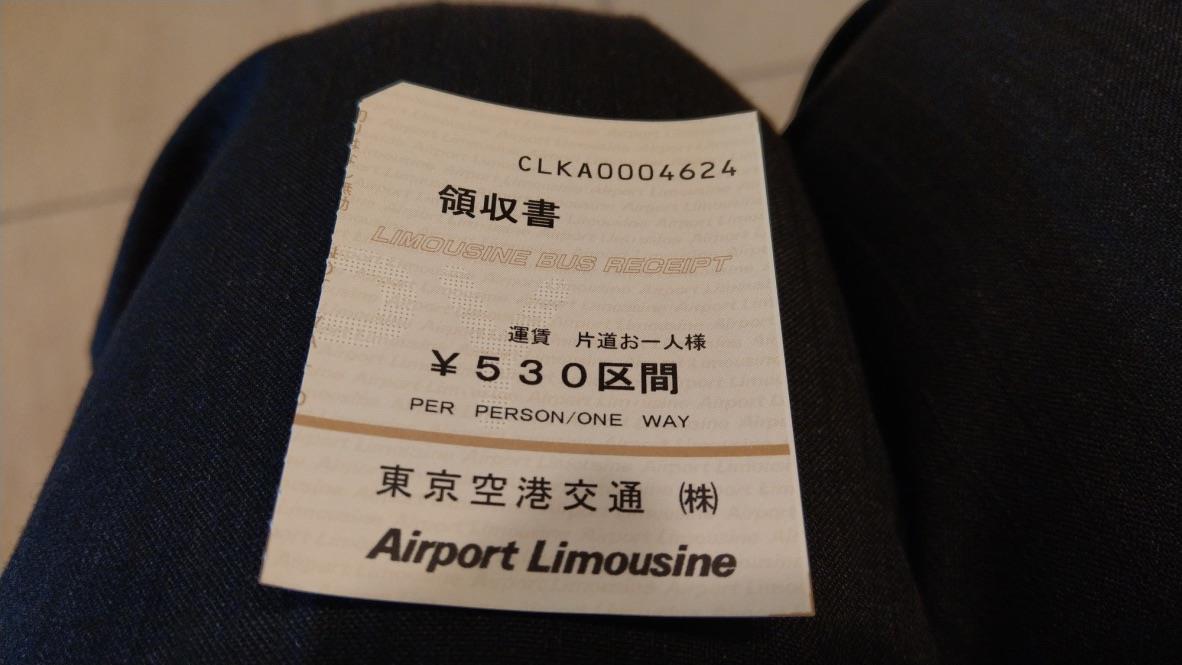 CLKA0004624
領収書
LIMOUSINE BUS RECEIPT
運賃 片道お一人様
¥530区間
PER PERSON/ONE WAY
東京空港交通 ㈱
Airport Limousine